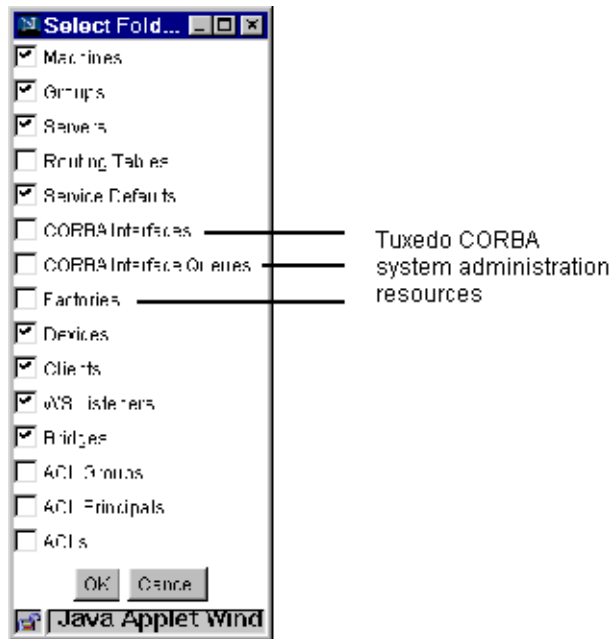 Select Fold...
Machines
Groups
Servers
Routing Tables
Service Defaults
CORBA Interfaces
CORBA Interface Queues
Factories
Tuxedo CORBA
system administration
resources
Devices
Clients
WS Listeners
Bridges
ACL Groups
ACL Principals
ACLs
OK Cancel
Java Applet Wind